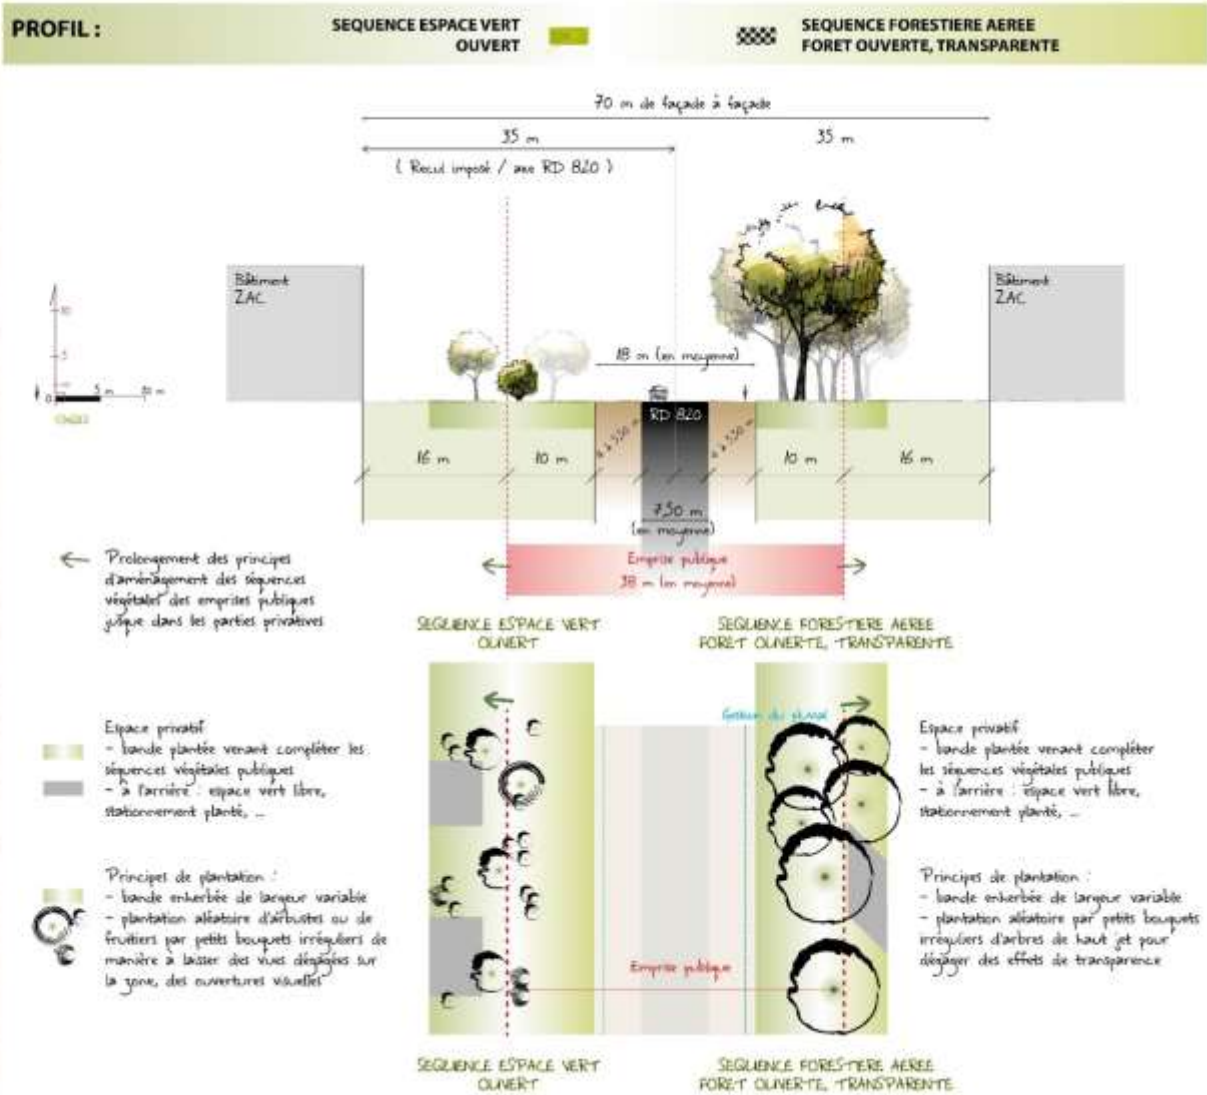 PROFIL :
SEQUENCE ESPACE VERT
OUVERT
SEQUENCE FORESTIERE AEREE
FORET OUVERTE, TRANSPARENTE
70 m de façade à façade
35 m
35 m
( Recul imposé / axe RD 820 )
Bâtiment
ZAC
Bâtiment
ZAC
10
5
0
5 m
10 m
18 m (en moyenne)
RD 820
16 m
10 m
10 m
16 m
7,50 m
(en moyenne)
Emprise publique
38 m (en moyenne)
Prolongement des principes
d'aménagement des séquences
végétales des emprises publiques
jusque dans les parties privatives
SEQUENCE ESPACE VERT
OUVERT
SEQUENCE FORESTIERE AEREE
FORET OUVERTE, TRANSPARENTE
Gestion du pluvial
Espace privatif
- bande plantée venant compléter les
séquences végétales publiques
- à l'arrière : espace vert libre,
stationnement planté, ...
Espace privatif
- bande plantée venant compléter
les séquences végétales publiques
- à l'arrière : espace vert libre,
stationnement planté, ...
Principes de plantation :
- bande enherbée de largeur variable
- plantation aléatoire d'arbustes ou de
fruitiers par petits bouquets irréguliers de
manière à laisser des vues dégagées sur
la zone, des ouvertures visuelles
Principes de plantation :
- bande enherbée de largeur variable
- plantation aléatoire par petits bouquets
irréguliers d'arbres de haut jet pour
dégager des effets de transparence
Emprise publique
SEQUENCE ESPACE VERT
OUVERT
SEQUENCE FORESTIERE AEREE
FORET OUVERTE, TRANSPARENTE